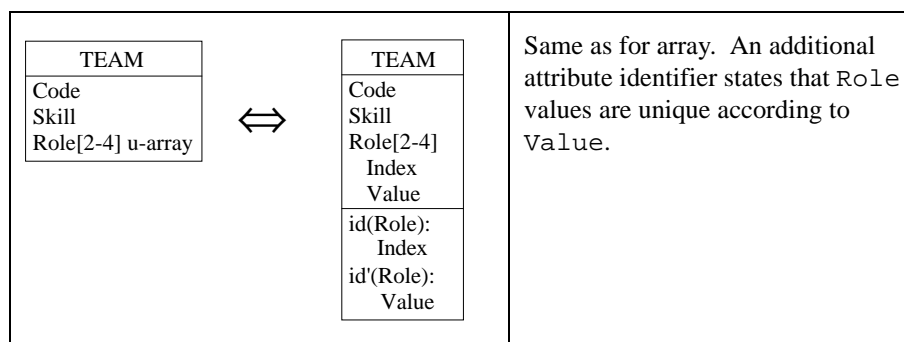 TEAM
Code
Skill
Role[2-4] u-array
⇔
TEAM
Code
Skill
Role[2-4]
Index
Value
id(Role):
Index
id'(Role):
Value
Same as for array. An additional
attribute identifier states that Role
values are unique according to
Value.